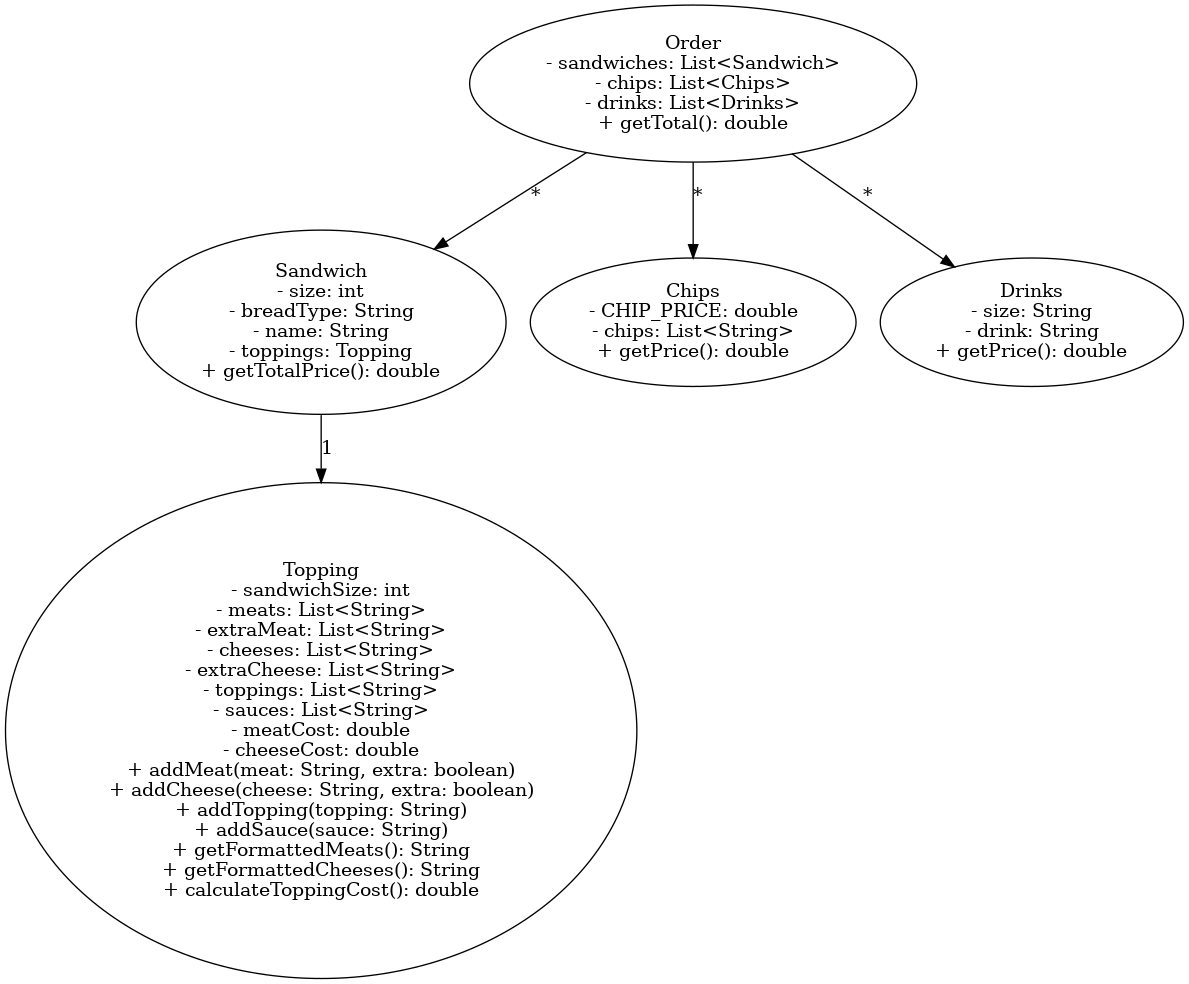 Order
- sandwiches: List<Sandwich>
- chips: List<Chips>
- drinks: List<Drinks>
+ getTotal(): double
*
*
*
Sandwich
- size: int
- breadType: String
- name: String
- toppings: Topping
+ getTotalPrice(): double
Chips
- CHIP_PRICE: double
- chips: List<String>
+ getPrice(): double
Drinks
- size: String
- drink: String
+ getPrice(): double
1
Topping
- sandwichSize: int
- meats: List<String>
- extraMeat: List<String>
- cheeses: List<String>
- extraCheese: List<String>
- toppings: List<String>
- sauces: List<String>
- meatCost: double
- cheeseCost: double
+ addMeat(meat: String, extra: boolean)
+ addCheese(cheese: String, extra: boolean)
+ addTopping(topping: String)
+ addSauce(sauce: String)
+ getFormattedMeats(): String
+ getFormattedCheeses(): String
+ calculateToppingCost(): double